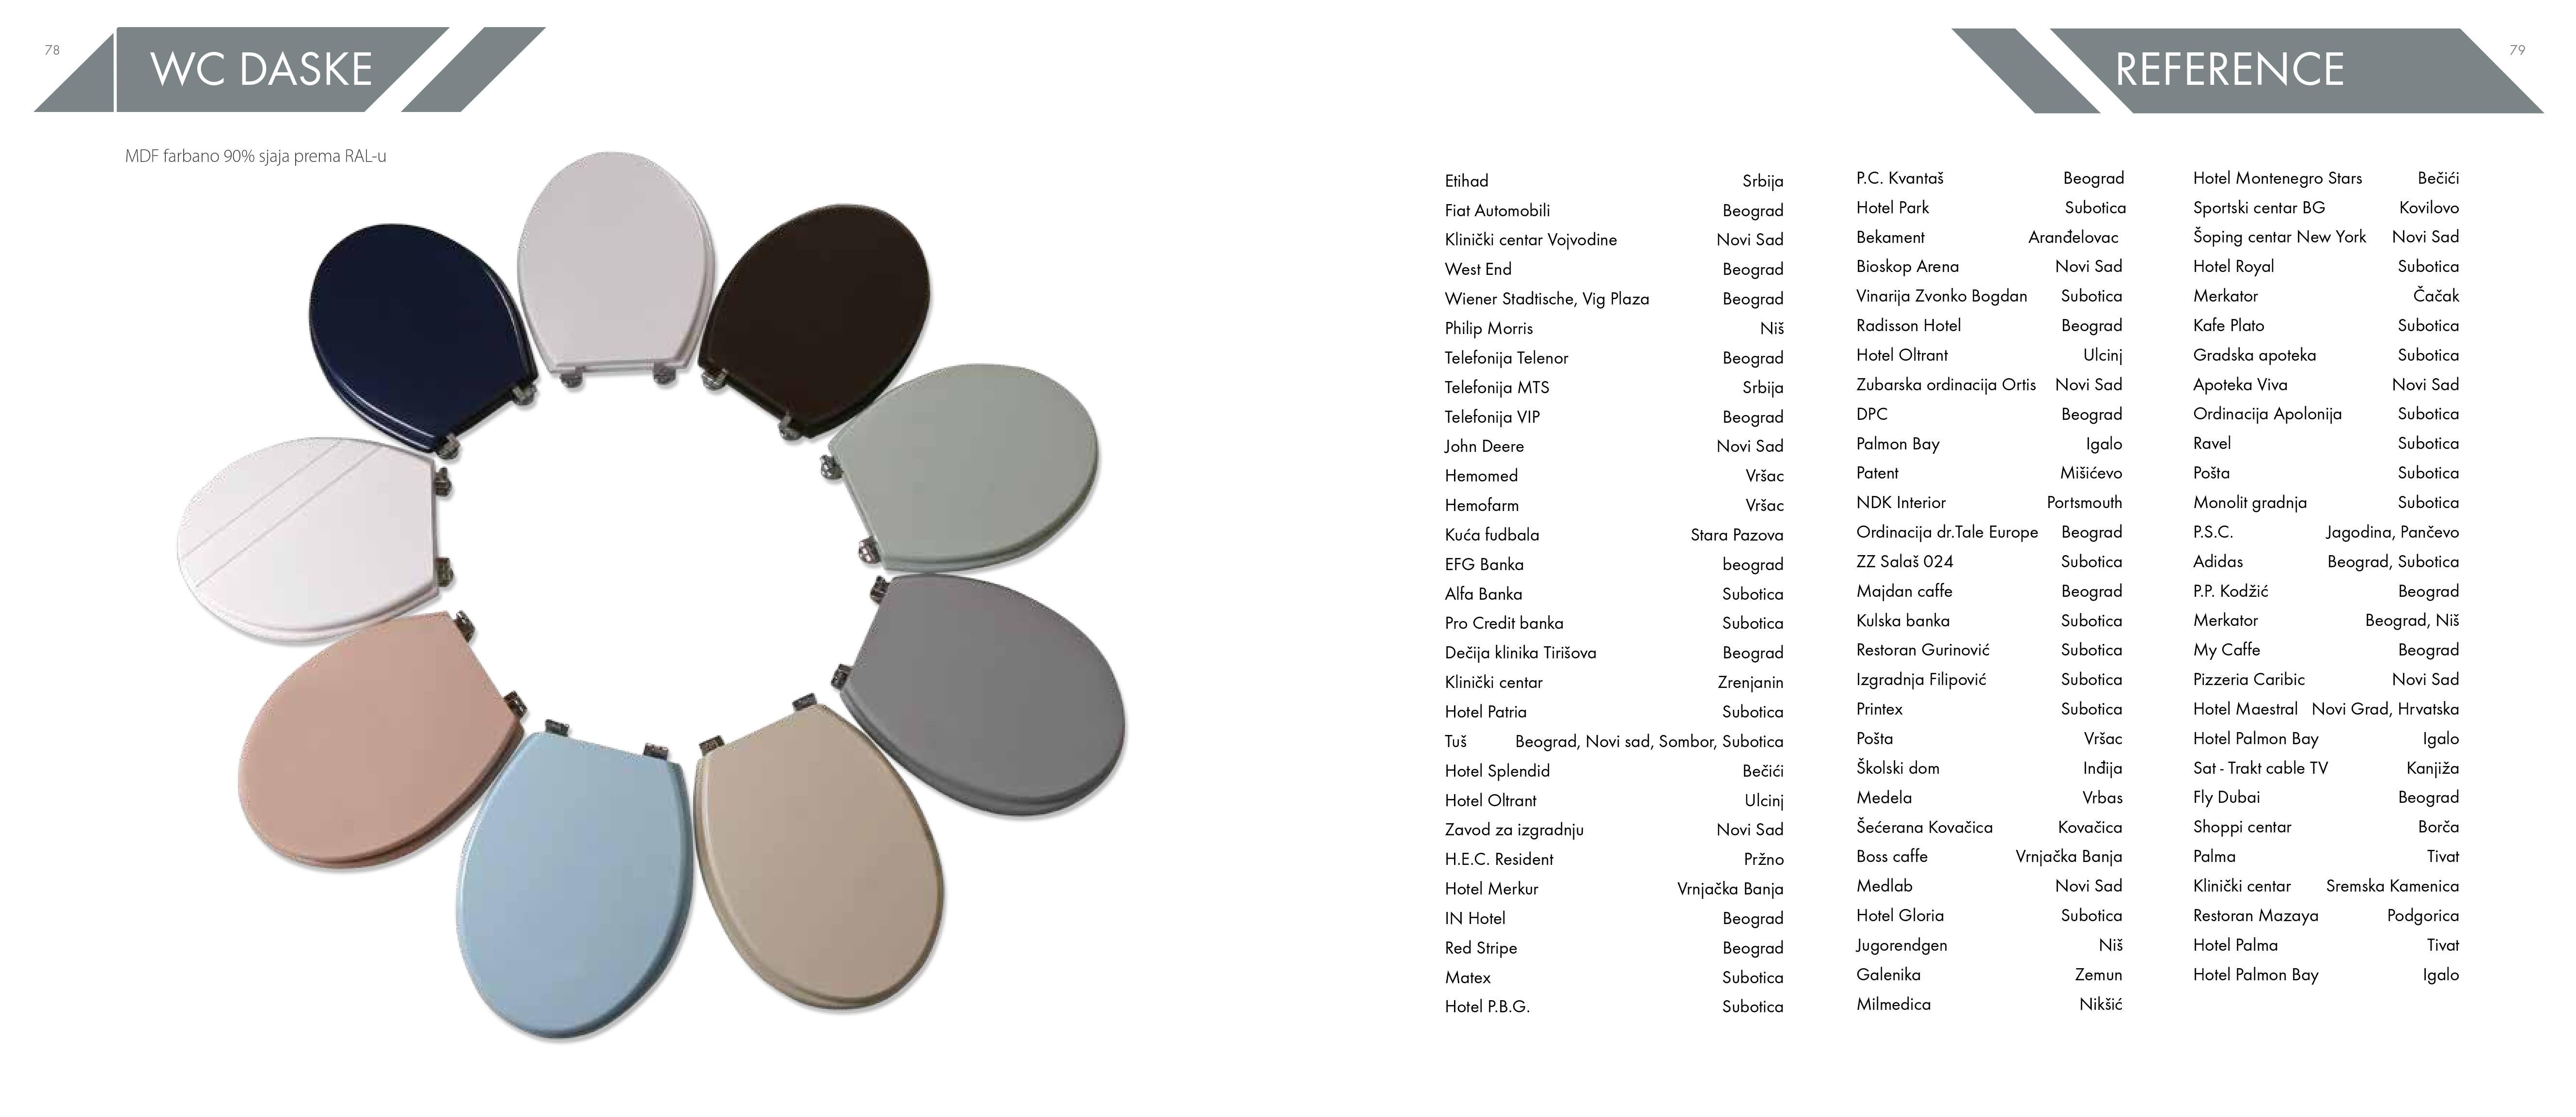 78
WC DASKE
MDF farbano 90% sjaja prema RAL-u
REFERENCE
79
Etihad Srbija
Fiat Automobili Beograd
Klinički centar Vojvodine Novi Sad
West End Beograd
Wiener Stadtische, Vig Plaza Beograd
Philip Morris Niš
Telefonija Telenor Beograd
Telefonija MTS Srbija
Telefonija VIP Beograd
John Deere Novi Sad
Hemomed Vršac
Hemofarm Vršac
Kuća fudbala Stara Pazova
EFG Banka beograd
Alfa Banka Subotica
Pro Credit banka Subotica
Dečija klinika Tirišova Beograd
Klinički centar Zrenjanin
Hotel Patria Subotica
Tuš Beograd, Novi sad, Sombor, Subotica
Hotel Splendid Bečići
Hotel Oltrant Ulcinj
Zavod za izgradnju Novi Sad
H.E.C. Resident Pržno
Hotel Merkur Vrnjačka Banja
IN Hotel Beograd
Red Stripe Beograd
Matex Subotica
Hotel P.B.G. Subotica
P.C. Kvantaš Beograd
Hotel Park Subotica
Bekament Aranđelovac
Bioskop Arena Novi Sad
Vinarija Zvonko Bogdan Subotica
Radisson Hotel Beograd
Hotel Oltrant Ulcinj
Zubarska ordinacija Ortis Novi Sad
DPC Beograd
Palmon Bay Igalo
Patent Mišićevo
NDK Interior Portsmouth
Ordinacija dr.Tale Europe Beograd
ZZ Salaš 024 Subotica
Majdan caffe Beograd
Kulska banka Subotica
Restoran Gurinović Subotica
Izgradnja Filipović Subotica
Printex Subotica
Pošta Vršac
Školski dom Inđija
Medela Vrbas
Šećerana Kovačica Kovačica
Boss caffe Vrnjačka Banja
Medlab Novi Sad
Hotel Gloria Subotica
Jugorendgen Niš
Galenika Zemun
Milmedica Nikšić
Hotel Montenegro Stars Bečići
Sportski centar BG Kovilovo
Šoping centar New York Novi Sad
Hotel Royal Subotica
Merkator Čačak
Kafe Plato Subotica
Gradska apoteka Subotica
Apoteka Viva Novi Sad
Ordinacija Apolonija Subotica
Ravel Subotica
Pošta Subotica
Monolit gradnja Subotica
P.S.C. Jagodina, Pančevo
Adidas Beograd, Subotica
P.P. Kodžić Beograd
Merkator Beograd, Niš
My Caffe Beograd
Pizzeria Caribic Novi Sad
Hotel Maestral Novi Grad, Hrvatska
Hotel Palmon Bay Igalo
Sat - Trakt cable TV Kanjiža
Fly Dubai Beograd
Shoppi centar Borča
Palma Tivat
Klinički centar Sremska Kamenica
Restoran Mazaya Podgorica
Hotel Palma Tivat
Hotel Palmon Bay Igalo